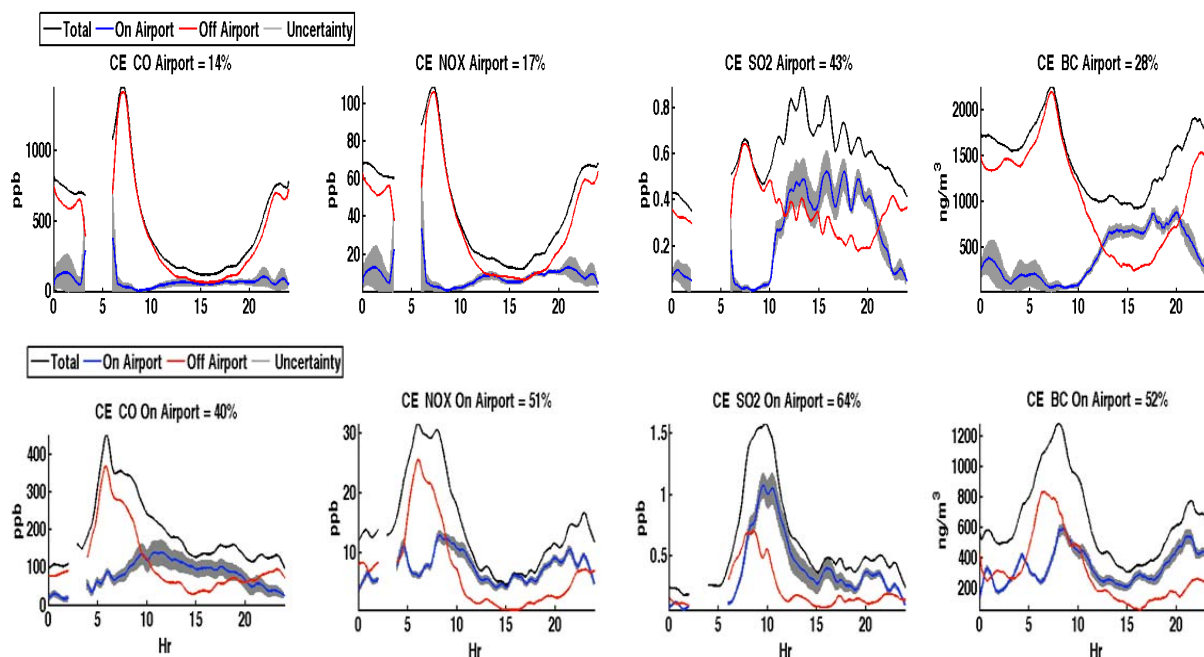 Total On Airport Off Airport Uncertainty
CE CO Airport = 14%
CE NOX Airport = 17%
CE SO2 Airport = 43%
CE BC Airport = 28%
ppb
1000
500
0
0 5 10 15 20
ppb
100
80
60
40
20
0 5 10 15 20
ppb
0.8
0.6
0.4
0.2
0 5 10 15 20
ng/m³
2000
1500
1000
500
0 5 10 15 20
Total On Airport Off Airport Uncertainty
CE CO On Airport = 40%
CE NOX On Airport = 51%
CE SO2 On Airport = 64%
CE BC On Airport = 52%
ppb
400
300
200
100
0
0 5 10 15 20
Hr
ppb
30
20
10
0 5 10 15 20
ppb
1.5
1
0.5
0 5 10 15 20
Hr
ng/m³
1200
1000
800
600
400
200
0 5 10 15 20
Hr